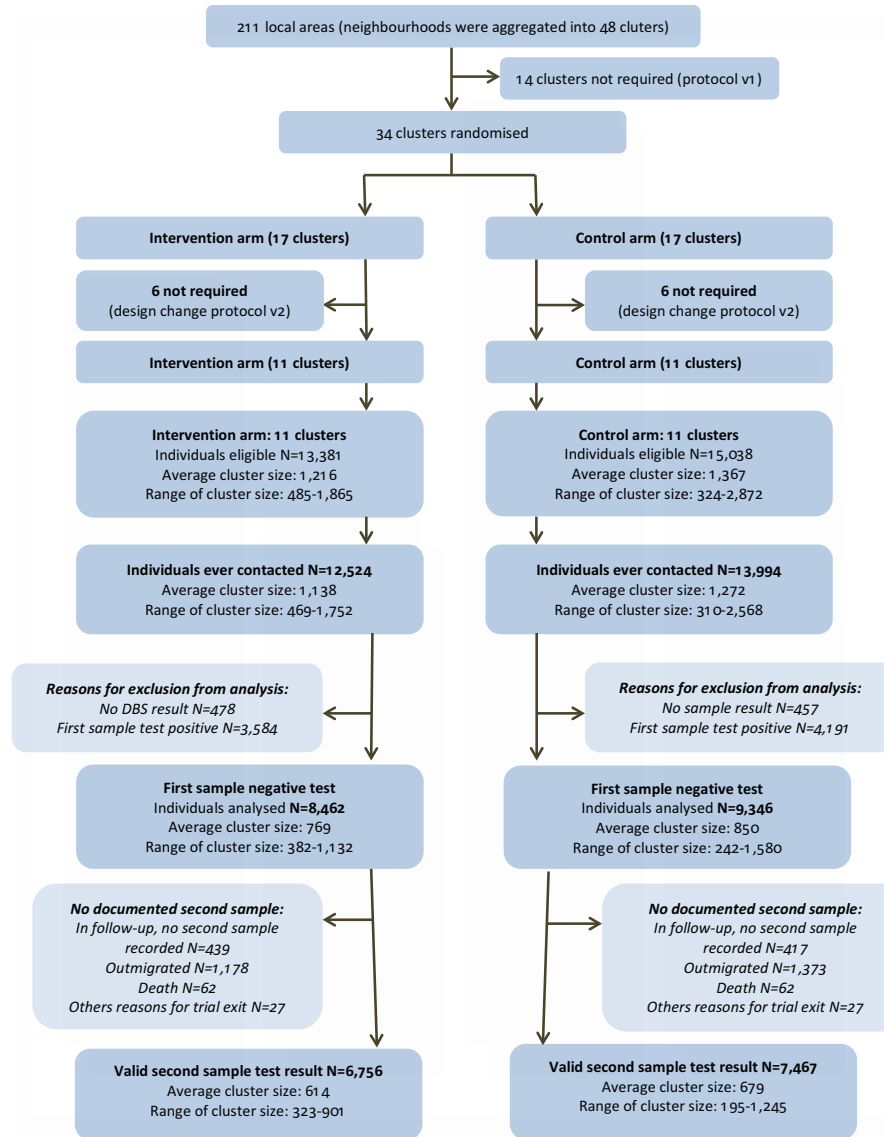 211 local areas (neighbourhoods were aggregated into 48 cluters)
14 clusters not required (protocol v1)
34 clusters randomised
Intervention arm (17 clusters)
Control arm (17 clusters)
6 not required
(design change protocol v2)
6 not required
(design change protocol v2)
Intervention arm (11 clusters)
Control arm (11 clusters)
Intervention arm: 11 clusters
Individuals eligible N=13,381
Average cluster size: 1,216
Range of cluster size: 485-1,865
Control arm: 11 clusters
Individuals eligible N=15,038
Average cluster size: 1,367
Range of cluster size: 324-2,872
Individuals ever contacted N=12,524
Average cluster size: 1,138
Range of cluster size: 469-1,752
Individuals ever contacted N=13,994
Average cluster size: 1,272
Range of cluster size: 310-2,568
Reasons for exclusion from analysis:
No DBS result N=478
First sample test positive N=3,584
Reasons for exclusion from analysis:
No sample result N=457
First sample test positive N=4,191
First sample negative test
Individuals analysed N=8,462
Average cluster size: 769
Range of cluster size: 382-1,132
First sample negative test
Individuals analysed N=9,346
Average cluster size: 850
Range of cluster size: 242-1,580
No documented second sample:
In follow-up, no second sample
recorded N=439
Outmigrated N=1,178
Death N=62
Others reasons for trial exit N=27
No documented second sample:
In follow-up, no second sample
recorded N=417
Outmigrated N=1,373
Death N=62
Others reasons for trial exit N=27
Valid second sample test result N=6,756
Average cluster size: 614
Range of cluster size: 323-901
Valid second sample test result N=7,467
Average cluster size: 679
Range of cluster size: 195-1,245